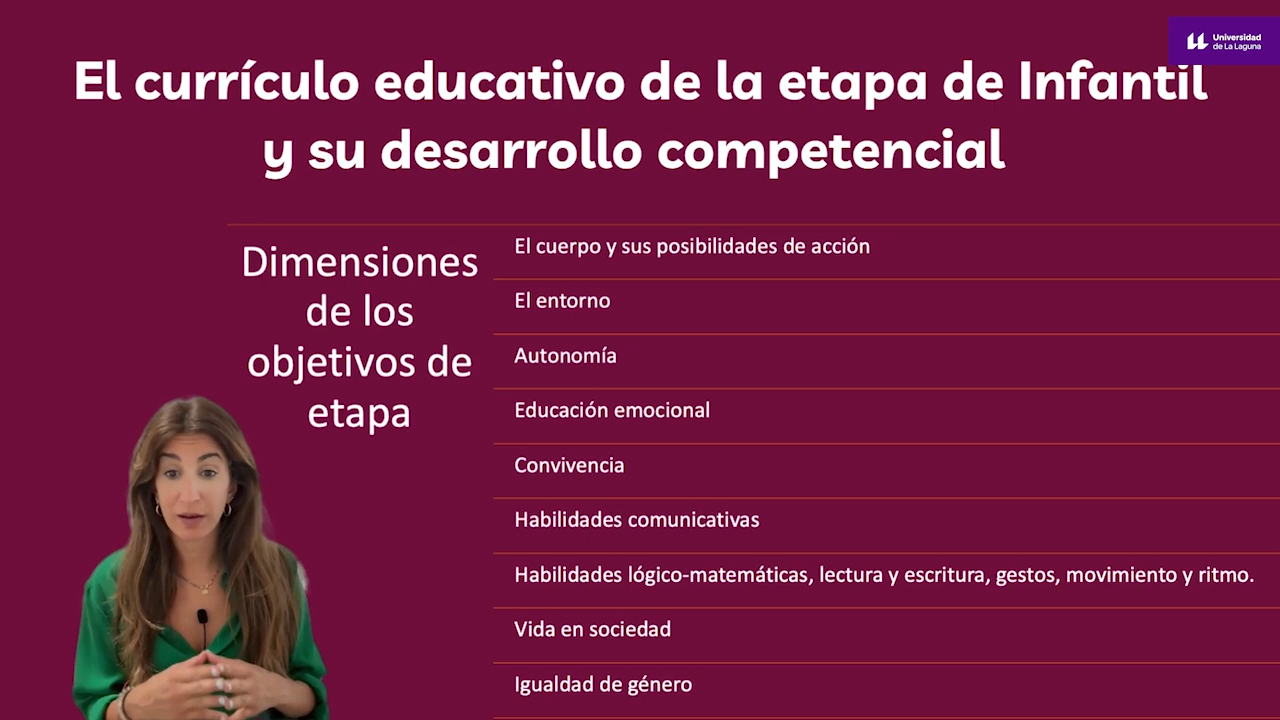 Universidad
de La Laguna
El currículo educativo de la etapa de Infantil
y su desarrollo competencial
Dimensiones
de los
objetivos de
etapa
El cuerpo y sus posibilidades de acción
El entorno
Autonomía
Educación emocional
Convivencia
Habilidades comunicativas
Habilidades lógico-matemáticas, lectura y escritura, gestos, movimiento y ritmo.
Vida en sociedad
Igualdad de género